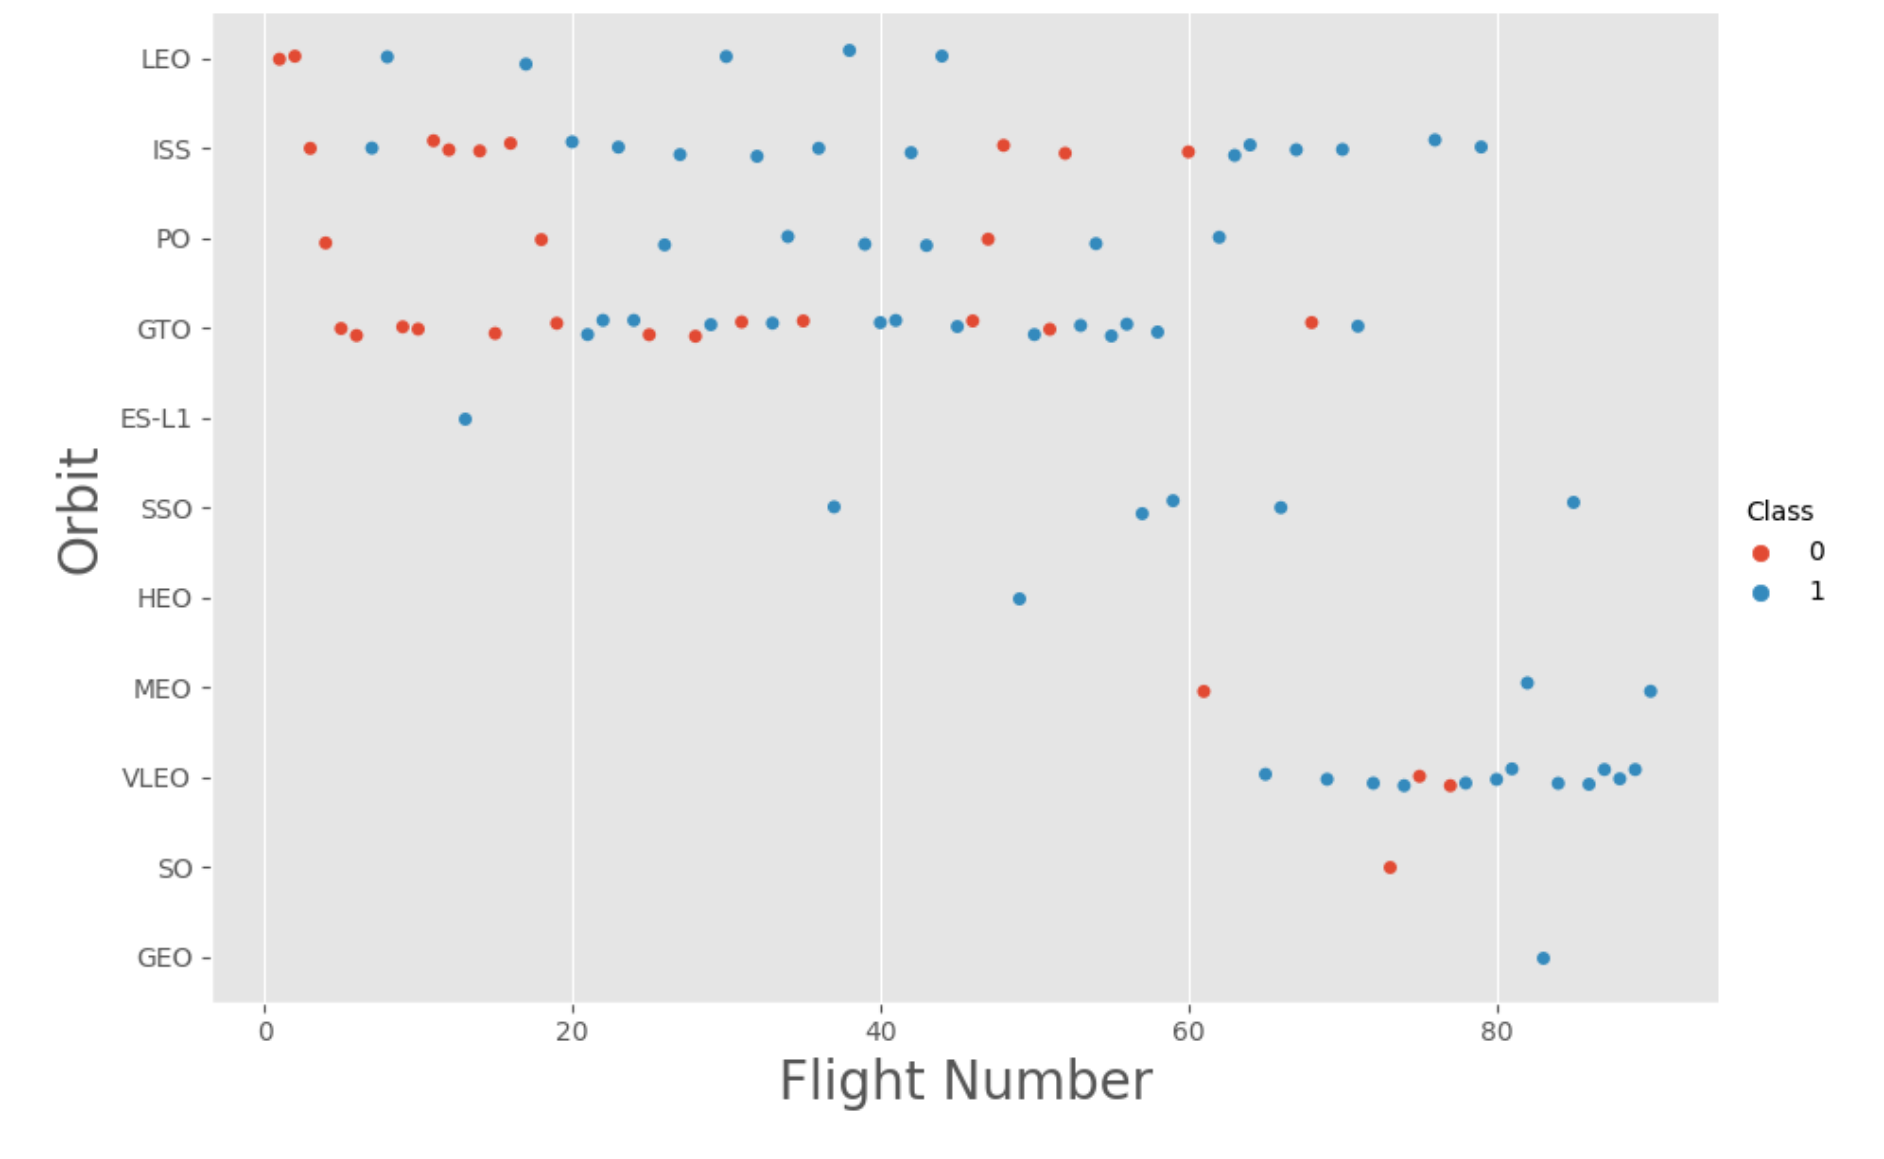 LEO
ISS
PO
GTO
ES-L1
SSO
HEO
MEO
VLEO
SO
GEO
Orbit
0 20 40 60 80
Flight Number
Class
0
1